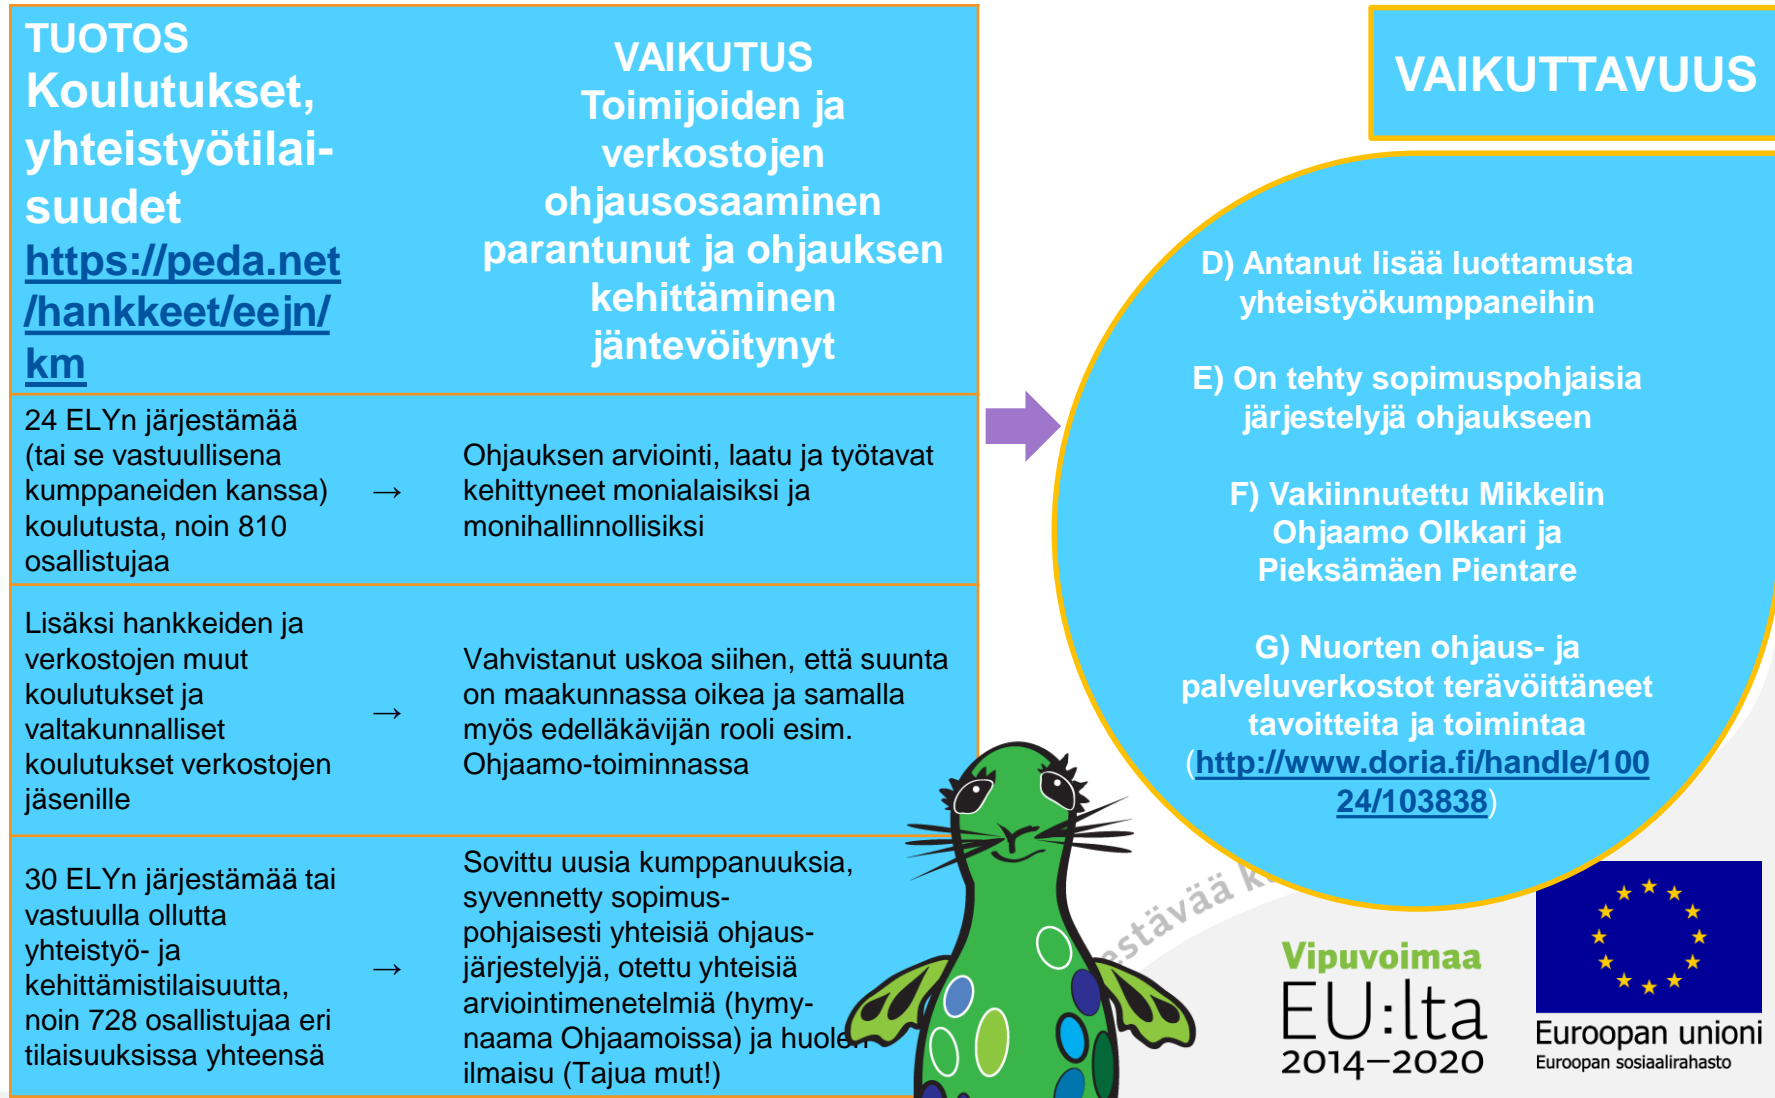 TUOTOS
Koulutukset,
yhteistyötilai-
suudet
https://peda.net
/hankkeet/eejn/
km
VAIKUTUS
Toimijoiden ja
verkostojen
ohjausosaaminen
parantunut ja ohjauksen
kehittäminen
jäntevöitynyt
24 ELYn järjestämää
(tai se vastuullisena
kumppaneiden kanssa)
koulutusta, noin 810
osallistujaa
→
Ohjauksen arviointi, laatu ja työtavat
kehittyneet monialaisiksi ja
monihallinnollisiksi
Lisäksi hankkeiden ja
verkostojen muut
koulutukset ja
valtakunnalliset
koulutukset verkostojen
jäsenille
→
Vahvistanut uskoa siihen, että suunta
on maakunnassa oikea ja samalla
myös edelläkävijän rooli esim.
Ohjaamo-toiminnassa
30 ELYn järjestämää tai
vastuulla ollutta
yhteistyö- ja
kehittämistilaisuutta,
noin 728 osallistujaa eri
tilaisuuksissa yhteensä
→
Sovittu uusia kumppanuuksia,
syvennetty sopimus-
pohjaisesti yhteisiä ohjaus-
järjestelyjä, otettu yhteisiä
arviointimenetelmiä (hymy-
naama Ohjaamoissa) ja huolen
ilmaisu (Tajua mut!)
VAIKUTTAVUUS
D) Antanut lisää luottamusta
yhteistyökumppaneihin
E) On tehty sopimuspohjaisia
järjestelyjä ohjaukseen
F) Vakiinnutettu Mikkelin
Ohjaamo Olkkari ja
Pieksämäen Pientare
G) Nuorten ohjaus- ja
palveluverkostot terävöittäneet
tavoitteita ja toimintaa
(http://www.doria.fi/handle/100
24/103838)
Vipuvoimaa
EU:lta
2014–2020
Euroopan unioni
Euroopan sosiaalirahasto